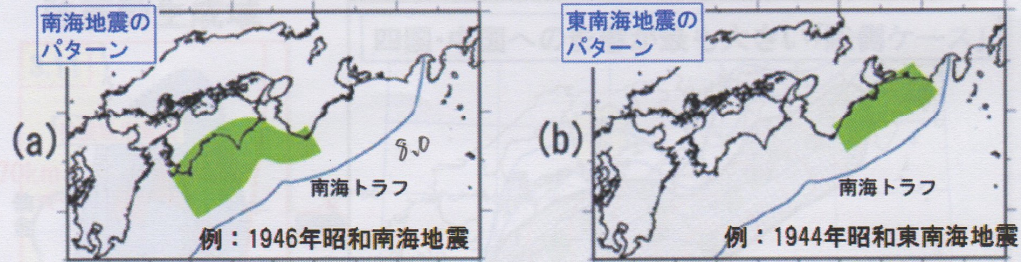 南海地震の
パターン
(a)
8.0
南海トラフ
例：1946年昭和南海地震
東南海地震の
パターン
(b)
南海トラフ
例：1944年昭和東南海地震